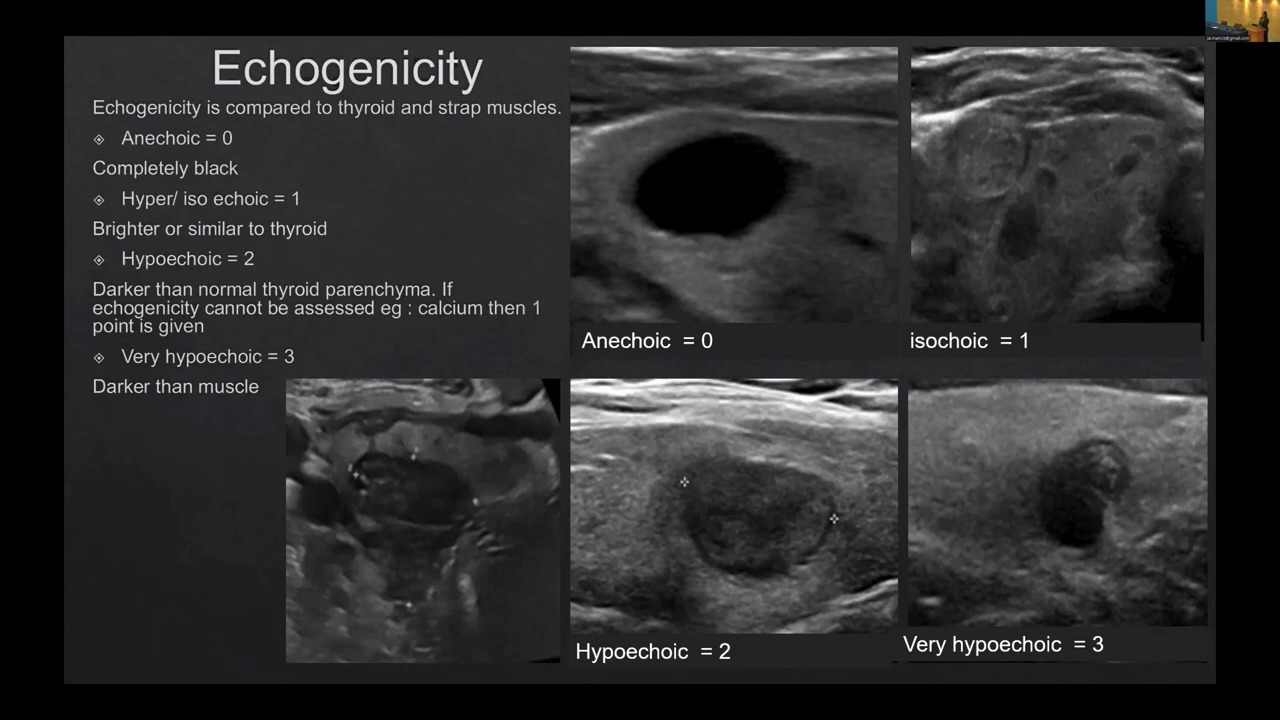 Echogenicity
Echogenicity is compared to thyroid and strap muscles.
Anechoic = 0
Completely black
Hyper/ iso echoic = 1
Brighter or similar to thyroid
Hypoechoic = 2
Darker than normal thyroid parenchyma. If
echogenicity cannot be assessed eg : calcium then 1
point is given
Very hypoechoic = 3
Darker than muscle
Anechoic = 0
isochoic = 1
Hypoechoic = 2
Very hypoechoic = 3